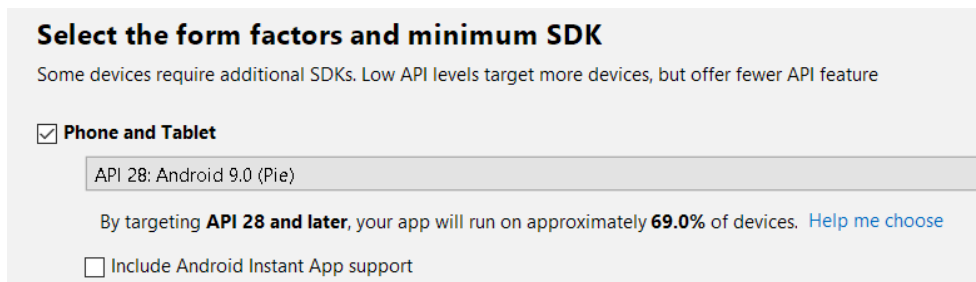 Select the form factors and minimum SDK
Some devices require additional SDKs. Low API levels target more devices, but offer fewer API feature
Phone and Tablet
API 28: Android 9.0 (Pie)
By targeting API 28 and later, your app will run on approximately 69.0% of devices. Help me choose
Include Android Instant App support